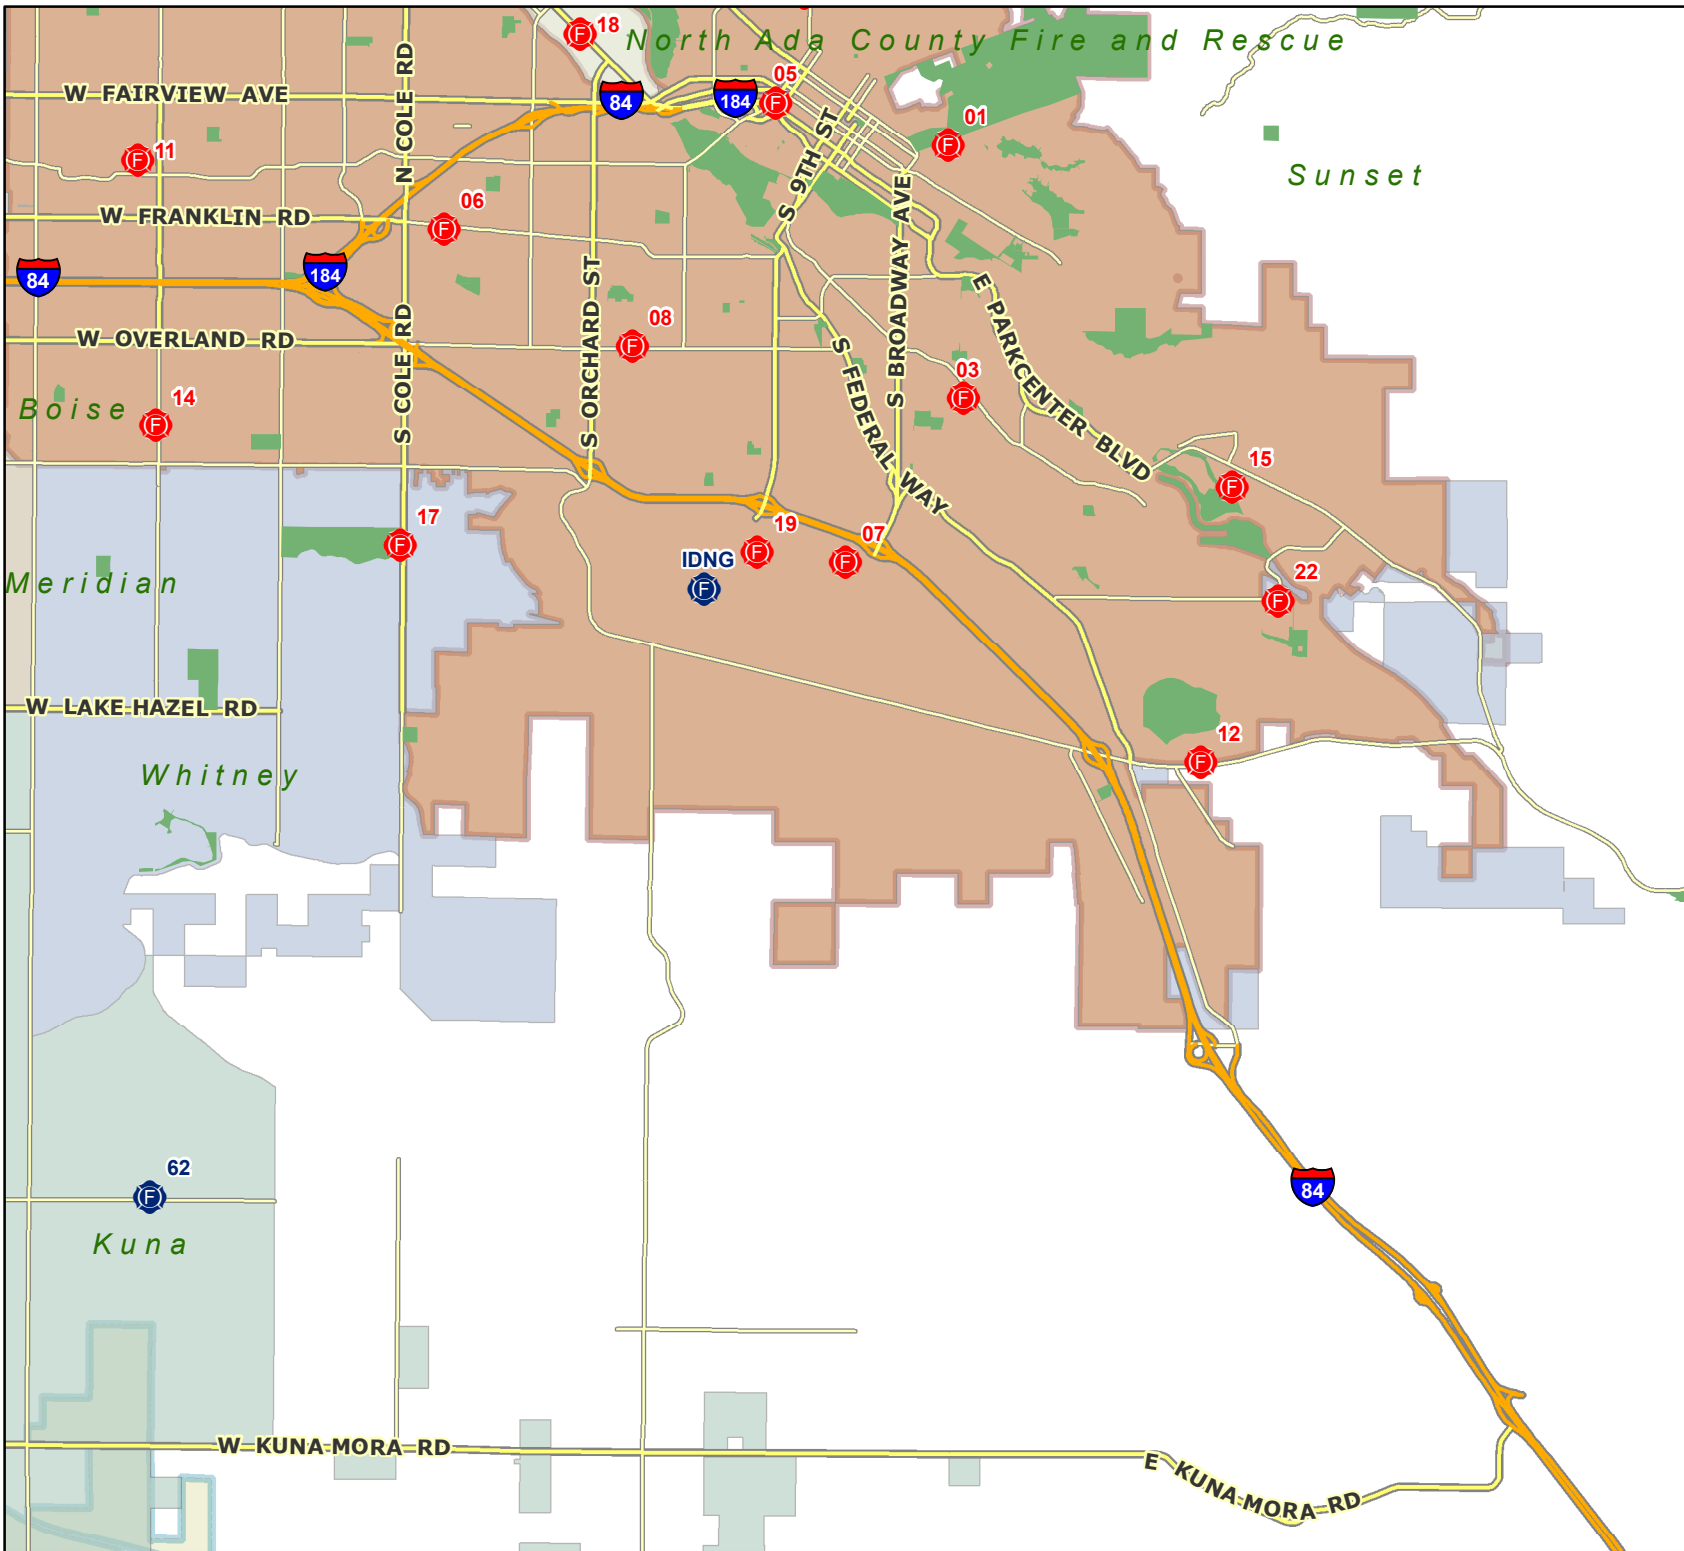 F 18
North Ada County Fire and Rescue
N COLE RD
W FAIRVIEW AVE
84
184
05
F
01
F
11
F
Sunset
S 9TH ST
06
F
W FRANKLIN RD
S BROADWAY AVE
84
184
S ORCHARD ST
E PARKCENTER BLVD
W OVERLAND RD
S COLE RD
08
F
S FEDERAL WAY
03
F
14
F
Boise
15
F
17
F
19
F
07
F
IDNG
F
Meridian
22
F
W LAKE HAZEL RD
12
F
Whitney
62
F
84
Kuna
W KUNA MORA RD
E KUNA MORA RD